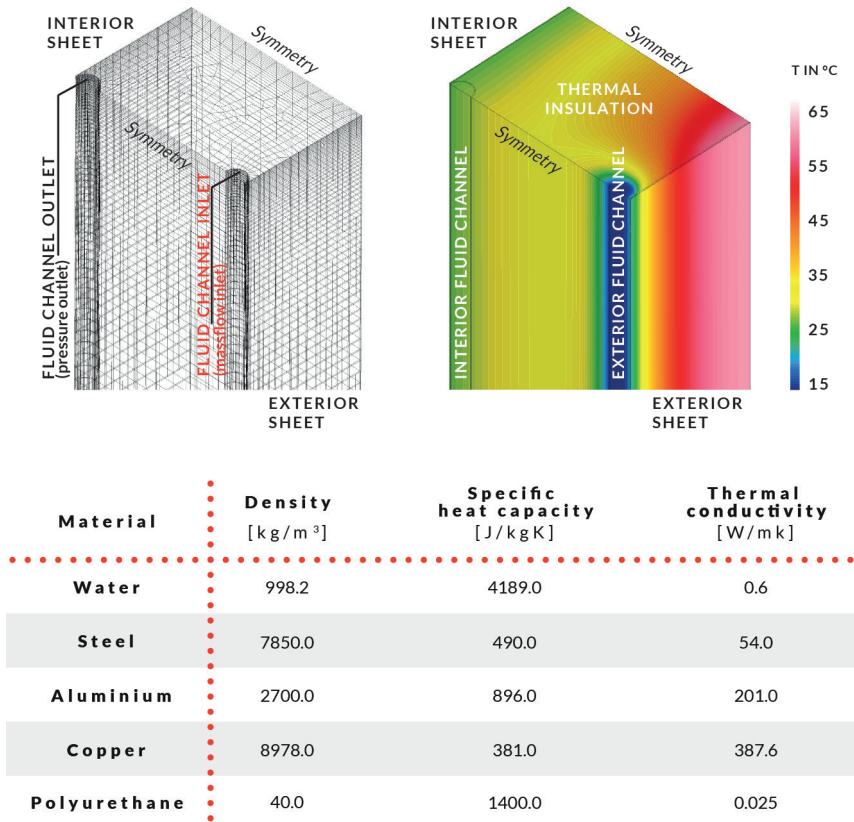 INTERIOR
SHEET
Symmetry
Symmetry
FLUID CHANNEL OUTLET
(pressure outlet)
FLUID CHANNEL INLET
(massflow inlet)
EXTERIOR
SHEET
INTERIOR
SHEET
Symmetry
THERMAL
INSULATION
Symmetry
INTERIOR FLUID CHANNEL
EXTERIOR FLUID CHANNEL
EXTERIOR
SHEET
T IN ºC
65
55
45
35
25
15
Material
Density
[kg/m³]
Specific
heat capacity
[J/kgK]
Thermal
conductivity
[W/mk]
Water 998.2 4189.0 0.6
Steel 7850.0 490.0 54.0
Aluminium 2700.0 896.0 201.0
Copper 8978.0 381.0 387.6
Polyurethane 40.0 1400.0 0.025